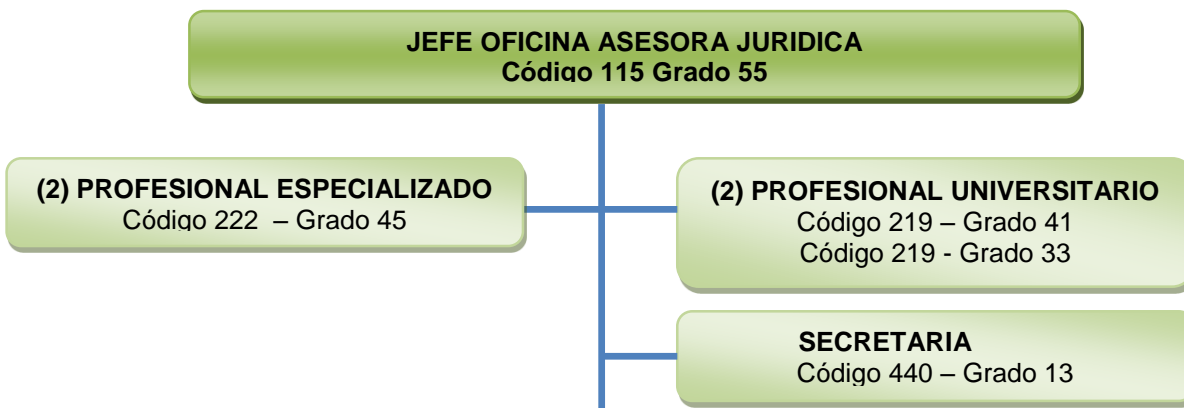 JEFE OFICINA ASESORA JURIDICA
Código 115 Grado 55
(2) PROFESIONAL ESPECIALIZADO
Código 222 – Grado 45
(2) PROFESIONAL UNIVERSITARIO
Código 219 – Grado 41
Código 219 - Grado 33
SECRETARIA
Código 440 – Grado 13